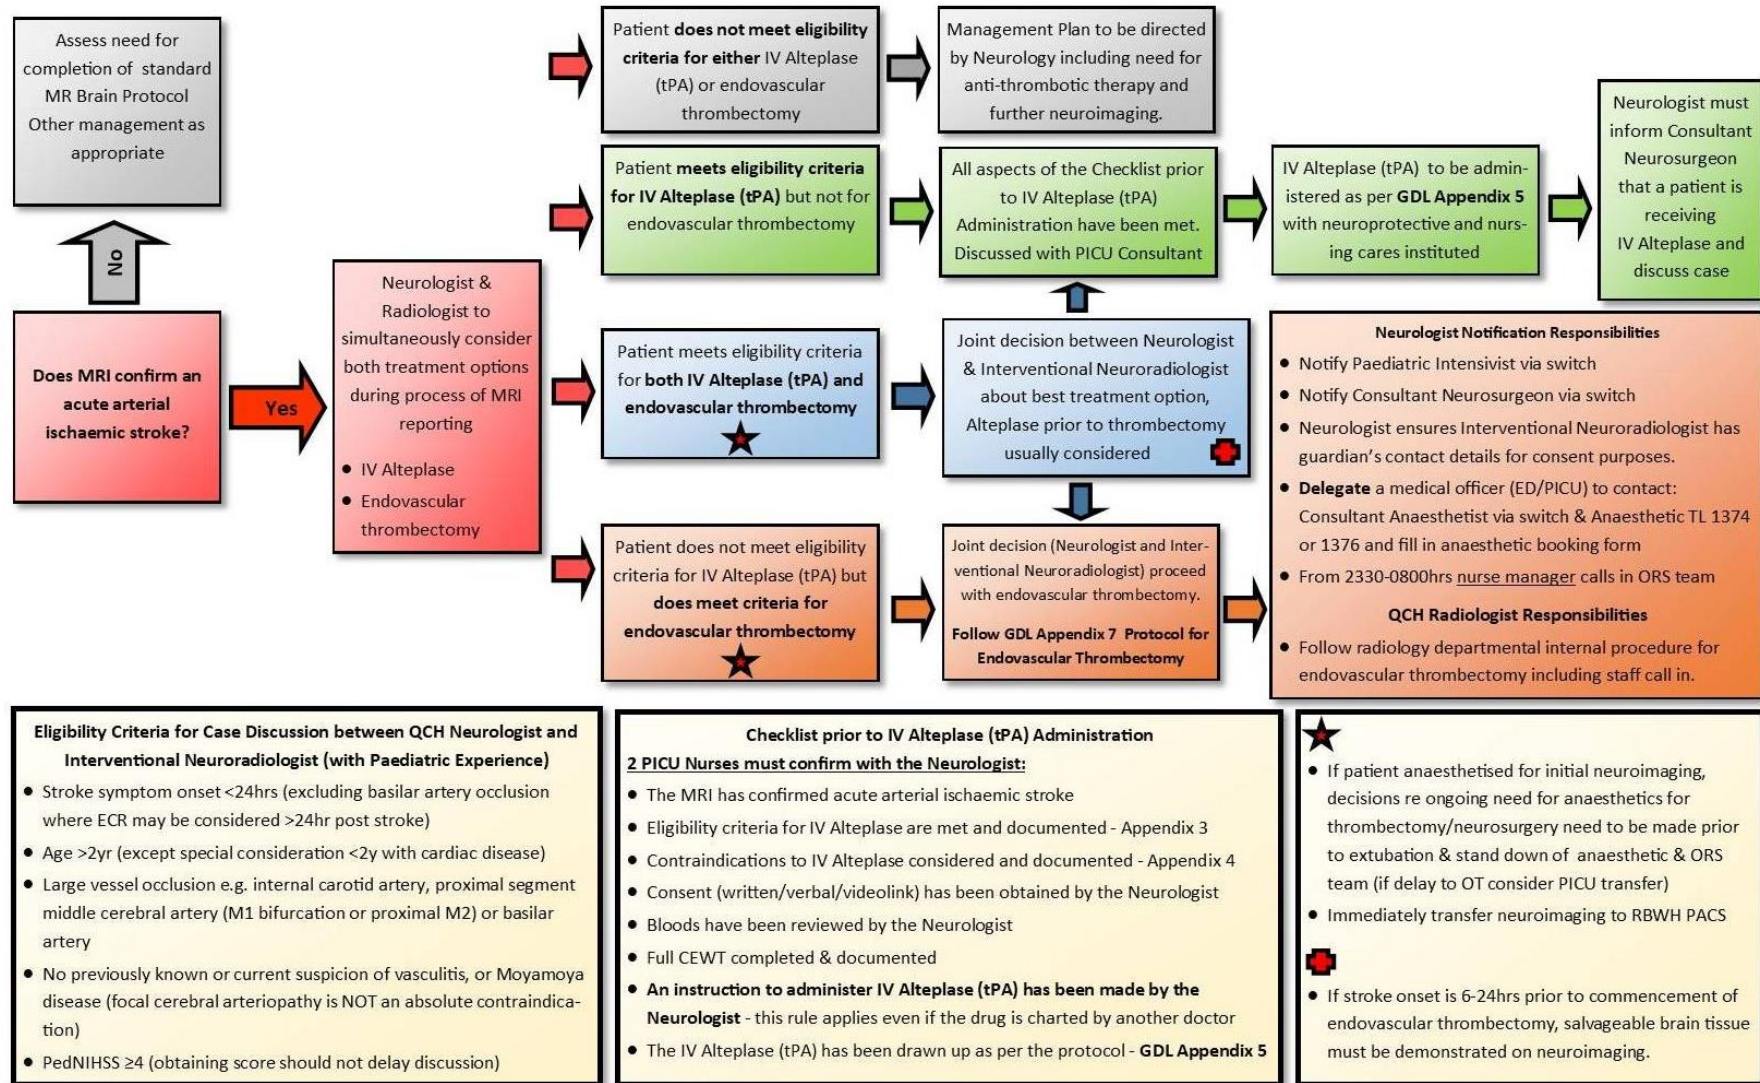 Assess need for
completion of standard
MR Brain Protocol
Other management as
appropriate
No
Does MRI confirm an
acute arterial
ischaemic stroke?
Yes
Neurologist &
Radiologist to
simultaneously consider
both treatment options
during process of MRI
reporting
• IV Alteplase
• Endovascular
thrombectomy
Patient does not meet eligibility
criteria for either IV Alteplase
(tPA) or endovascular
thrombectomy
Management Plan to be directed
by Neurology including need for
anti-thrombotic therapy and
further neuroimaging.
Patient meets eligibility criteria
for IV Alteplase (tPA) but not for
endovascular thrombectomy
All aspects of the Checklist prior
to IV Alteplase (tPA)
Administration have been met.
Discussed with PICU Consultant
IV Alteplase (tPA) to be admin-
istered as per GDL Appendix 5
with neuroprotective and nurs-
ing cares instituted
Neurologist must
inform Consultant
Neurosurgeon
that a patient is
receiving
IV Alteplase and
discuss case
Patient meets eligibility criteria
for both IV Alteplase (tPA) and
endovascular thrombectomy
Joint decision between Neurologist
& Interventional Neuroradiologist
about best treatment option,
Alteplase prior to thrombectomy
usually considered
Patient does not meet eligibility
criteria for IV Alteplase (tPA) but
does meet criteria for
endovascular thrombectomy
Joint decision (Neurologist and Inter-
ventional Neuroradiologist) proceed
with endovascular thrombectomy.
Follow GDL Appendix 7 Protocol for
Endovascular Thrombectomy
Neurologist Notification Responsibilities
• Notify Paediatric Intensivist via switch
• Notify Consultant Neurosurgeon via switch
• Neurologist ensures Interventional Neuroradiologist has
guardian's contact details for consent purposes.
• Delegate a medical officer (ED/PICU) to contact:
Consultant Anaesthetist via switch & Anaesthetic TL 1374
or 1376 and fill in anaesthetic booking form
• From 2330-0800hrs nurse manager calls in ORS team
QCH Radiologist Responsibilities
• Follow radiology departmental internal procedure for
endovascular thrombectomy including staff call in.
Eligibility Criteria for Case Discussion between QCH Neurologist and
Interventional Neuroradiologist (with Paediatric Experience)
• Stroke symptom onset <24hrs (excluding basilar artery occlusion
where ECR may be considered >24hr post stroke)
• Age >2yr (except special consideration <2y with cardiac disease)
• Large vessel occlusion e.g. internal carotid artery, proximal segment
middle cerebral artery (M1 bifurcation or proximal M2) or basilar
artery
• No previously known or current suspicion of vasculitis, or Moyamoya
disease (focal cerebral arteriopathy is NOT an absolute contraindica-
tion)
• PedNIHSS ≥4 (obtaining score should not delay discussion)
Checklist prior to IV Alteplase (tPA) Administration
2 PICU Nurses must confirm with the Neurologist:
• The MRI has confirmed acute arterial ischaemic stroke
• Eligibility criteria for IV Alteplase are met and documented - Appendix 3
• Contraindications to IV Alteplase considered and documented - Appendix 4
• Consent (written/verbal/videolink) has been obtained by the Neurologist
• Bloods have been reviewed by the Neurologist
• Full CEWT completed & documented
• An instruction to administer IV Alteplase (tPA) has been made by the
Neurologist - this rule applies even if the drug is charted by another doctor
• The IV Alteplase (tPA) has been drawn up as per the protocol - GDL Appendix 5
• If patient anaesthetised for initial neuroimaging,
decisions re ongoing need for anaesthetics for
thrombectomy/neurosurgery need to be made prior
to extubation & stand down of anaesthetic & ORS
team (if delay to OT consider PICU transfer)
• Immediately transfer neuroimaging to RBWH PACS
• If stroke onset is 6-24hrs prior to commencement of
endovascular thrombectomy, salvageable brain tissue
must be demonstrated on neuroimaging.